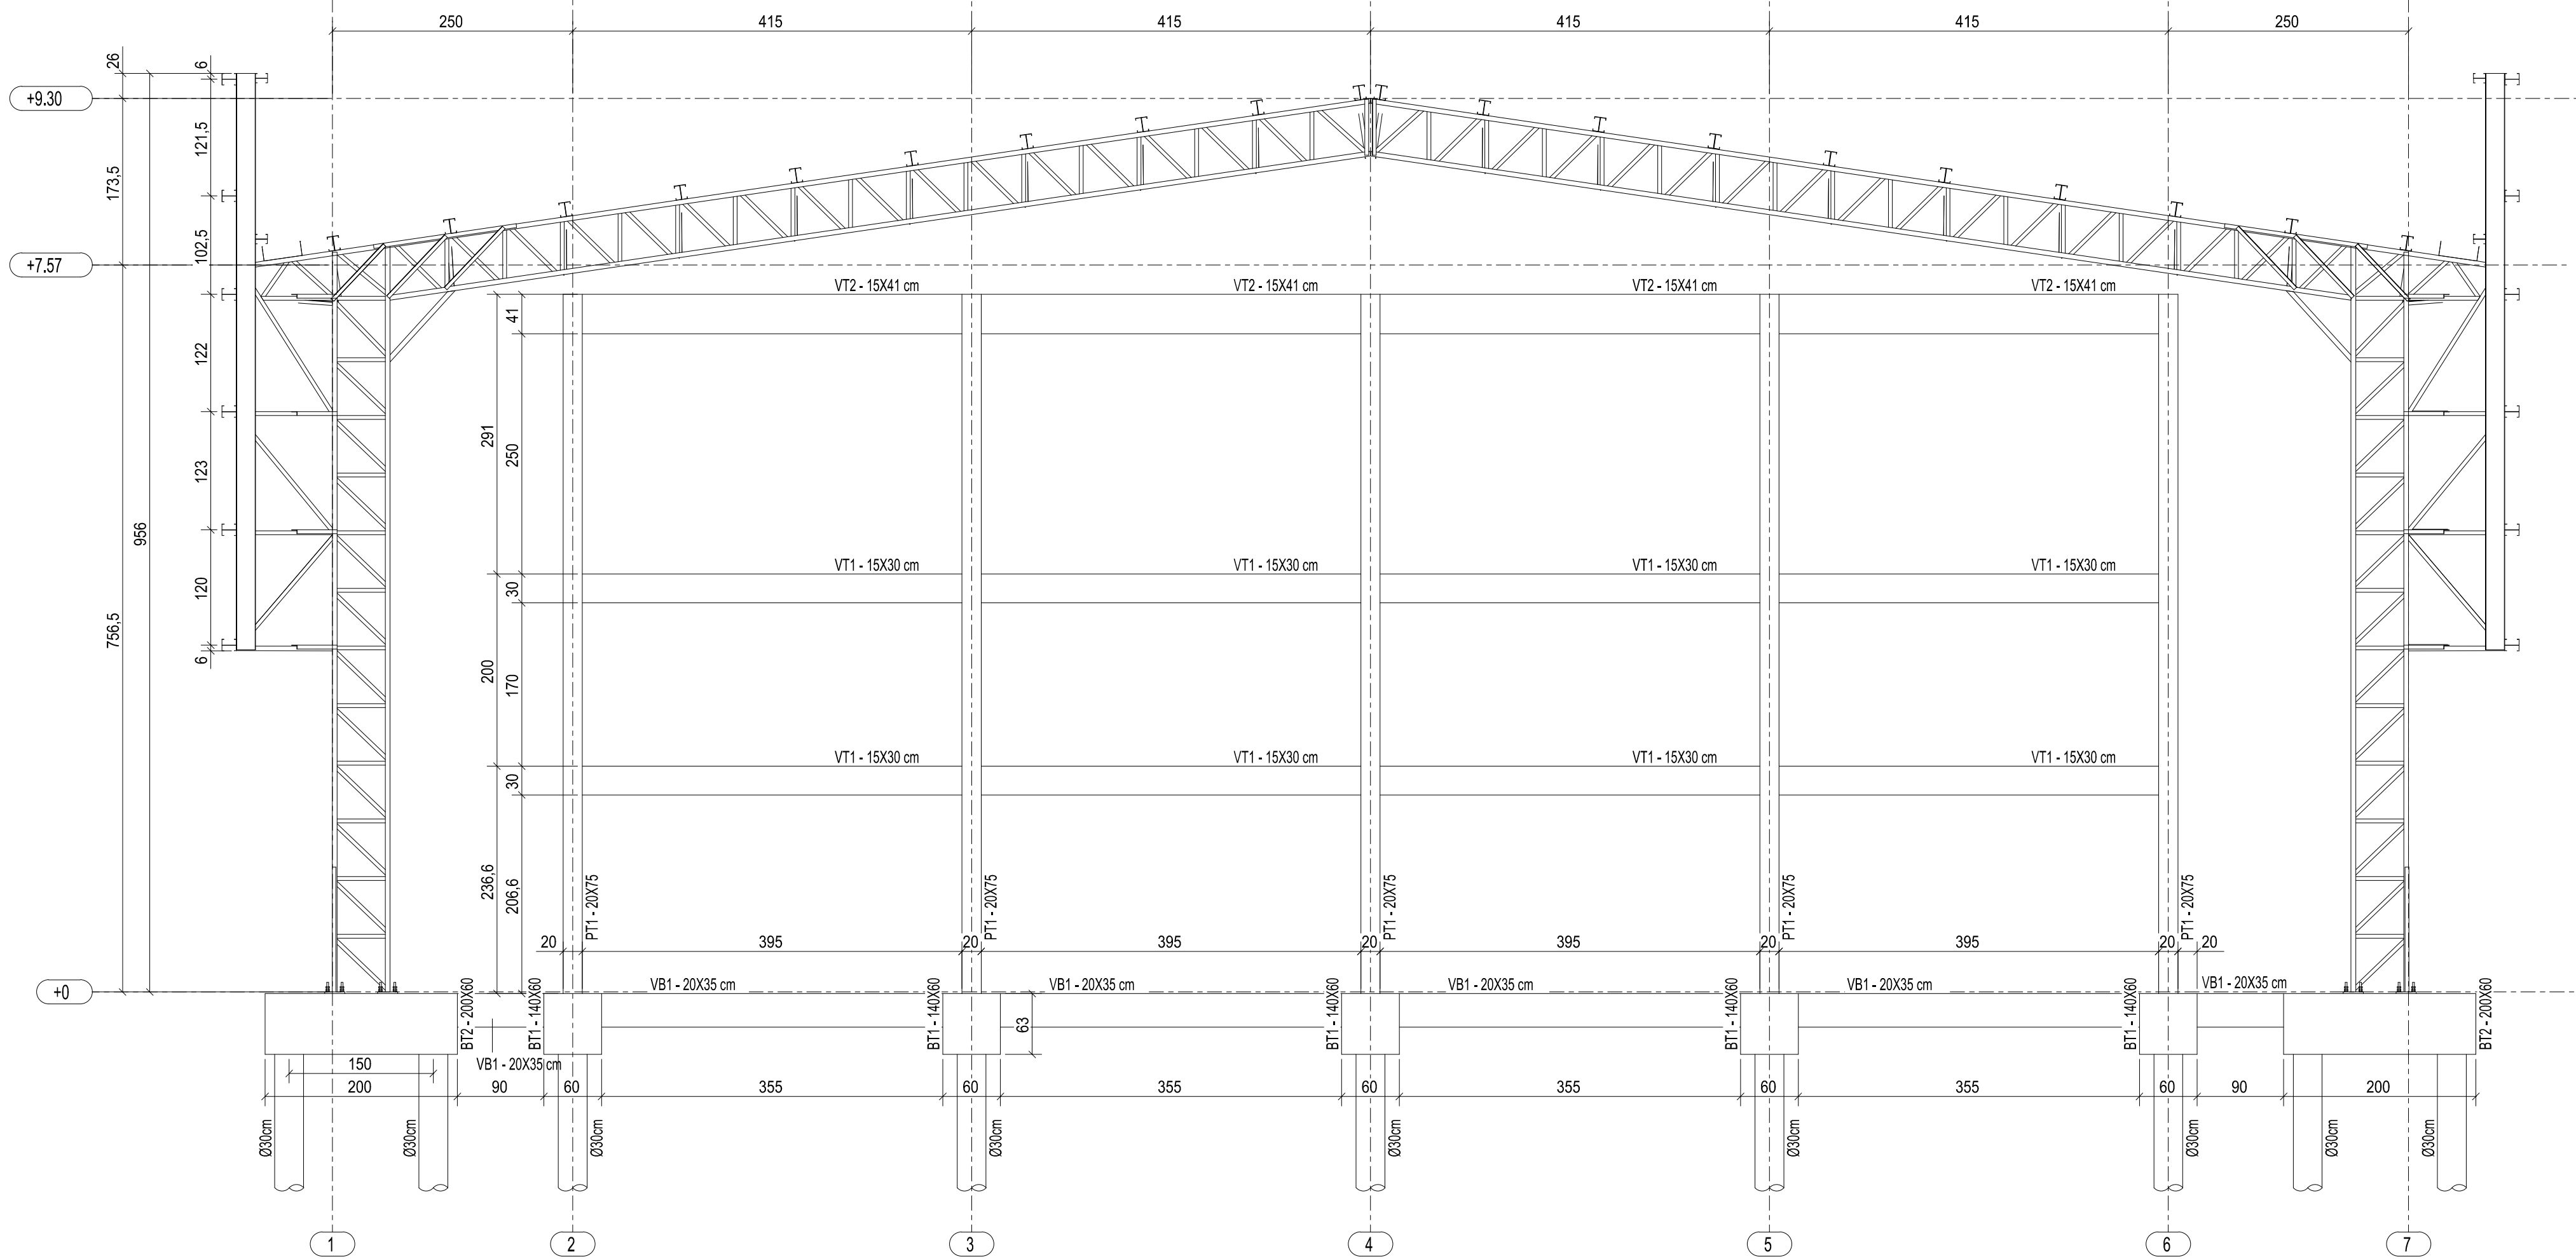 250 415 415 415 415 250
26
6
+9.30
121,5
173,5
102,5
+7.57
VT2 - 15X41 cm VT2 - 15X41 cm VT2 - 15X41 cm VT2 - 15X41 cm
41
122
291
250
123
956
VT1 - 15X30 cm VT1 - 15X30 cm VT1 - 15X30 cm VT1 - 15X30 cm
30
120
756,5
6
200
170
VT1 - 15X30 cm VT1 - 15X30 cm VT1 - 15X30 cm VT1 - 15X30 cm
30
236,6
206,6
PT1 - 20X75 PT1 - 20X75 PT1 - 20X75 PT1 - 20X75 PT1 - 20X75
20 395 20 395 20 395 20 395 20 20
VB1 - 20X35 cm VB1 - 20X35 cm VB1 - 20X35 cm VB1 - 20X35 cm VB1 - 20X35 cm
+0
BT2 - 200X60 BT1 - 140X60 BT1 - 140X60 BT1 - 140X60 BT1 - 140X60 BT1 - 140X60 BT2 - 200X60
63
150 VB1 - 20X35 cm
200 90 60 355 60 355 60 355 60 355 60 90 200
Ø30cm Ø30cm Ø30cm Ø30cm Ø30cm Ø30cm Ø30cm Ø30cm Ø30cm
1 2 3 4 5 6 7